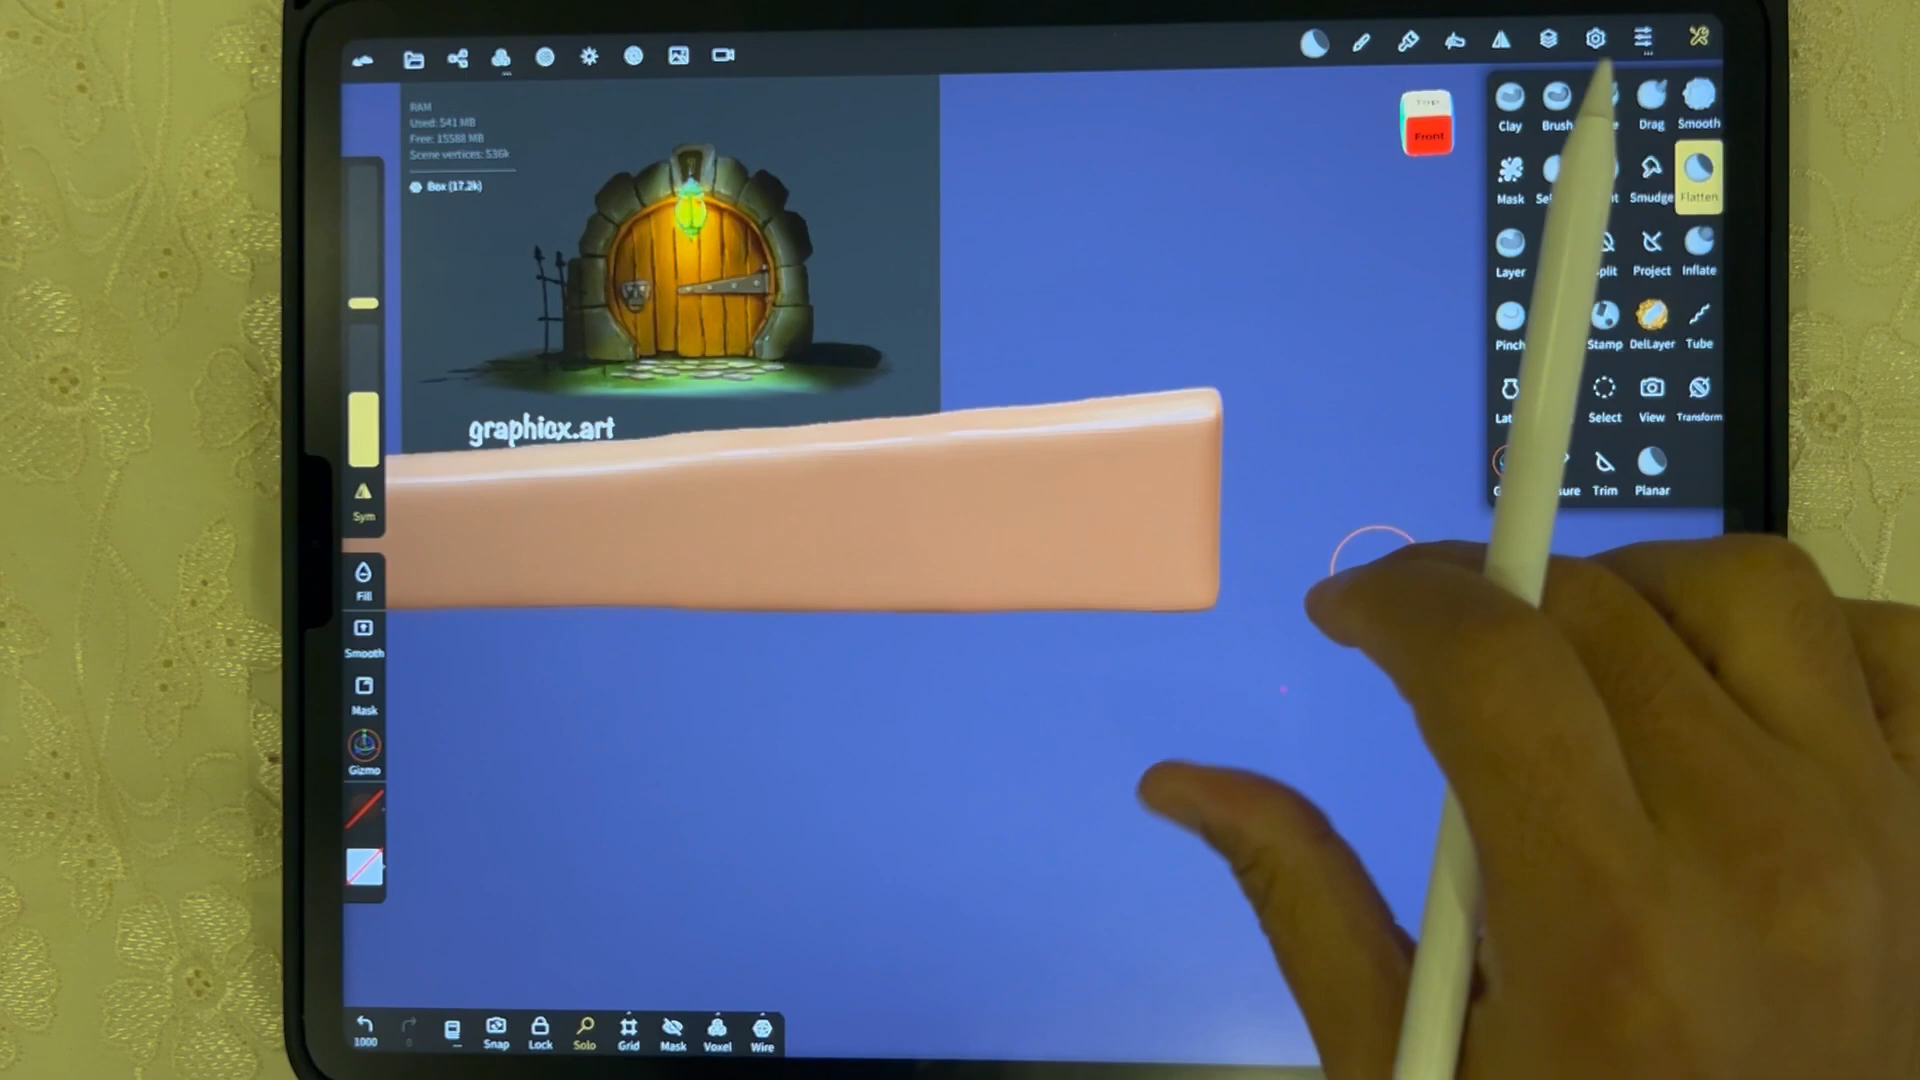 RAM
Used: 541 MB
Free: 15588 MB
Scene vertices: 536k
Box (17.2k)
graphicx.art
Top
Front
Clay
Brush
Drag
Smooth
Mask
Smudge
Flatten
Layer
Project
Inflate
Pinch
Stamp
DelLayer
Tube
Select
View
Transform
Trim
Planar
Sym
Fill
Smooth
Mask
Gizmo
1000
0
Snap
Lock
Solo
Grid
Mask
Voxel
Wire